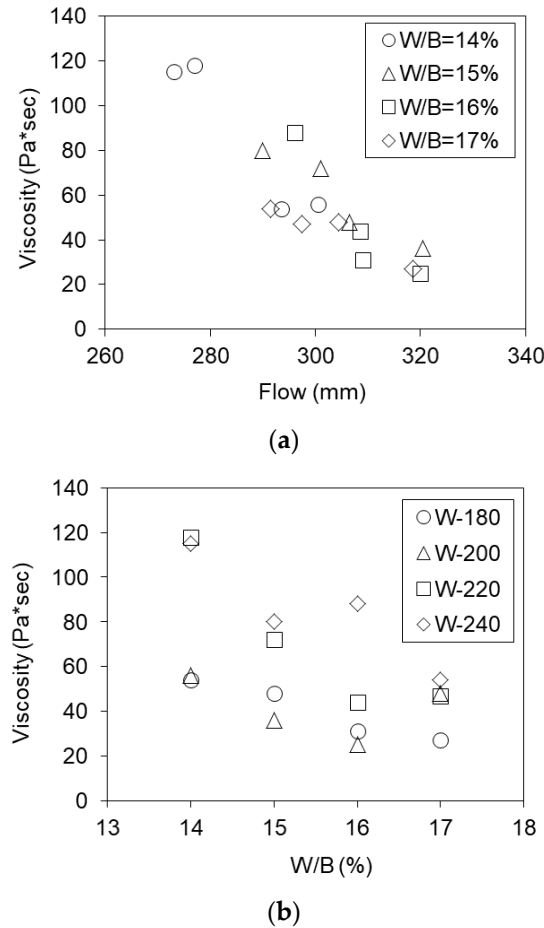 140
120
100
80
60
40
20
0
Viscosity (Pa*sec)
W/B=14%
W/B=15%
W/B=16%
W/B=17%
260 280 300 320 340
Flow (mm)
(a)
140
120
100
80
60
40
20
0
Viscosity (Pa*sec)
W-180
W-200
W-220
W-240
13 14 15 16 17 18
W/B (%)
(b)